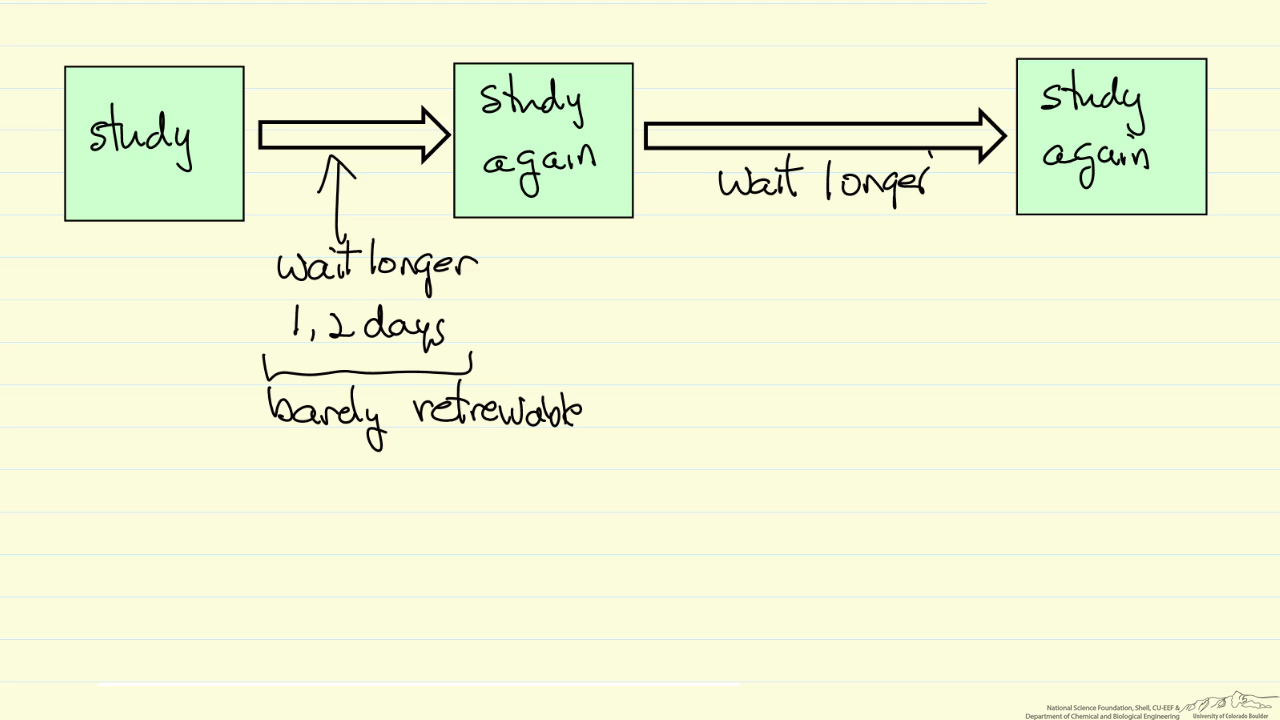 study
study
again
study
again
wait longer
wait longer
1, 2 days
barely retrievable
National Science Foundation, Shell, CU-EEF &
Department of Chemical and Biological Engineering
University of Colorado Boulder